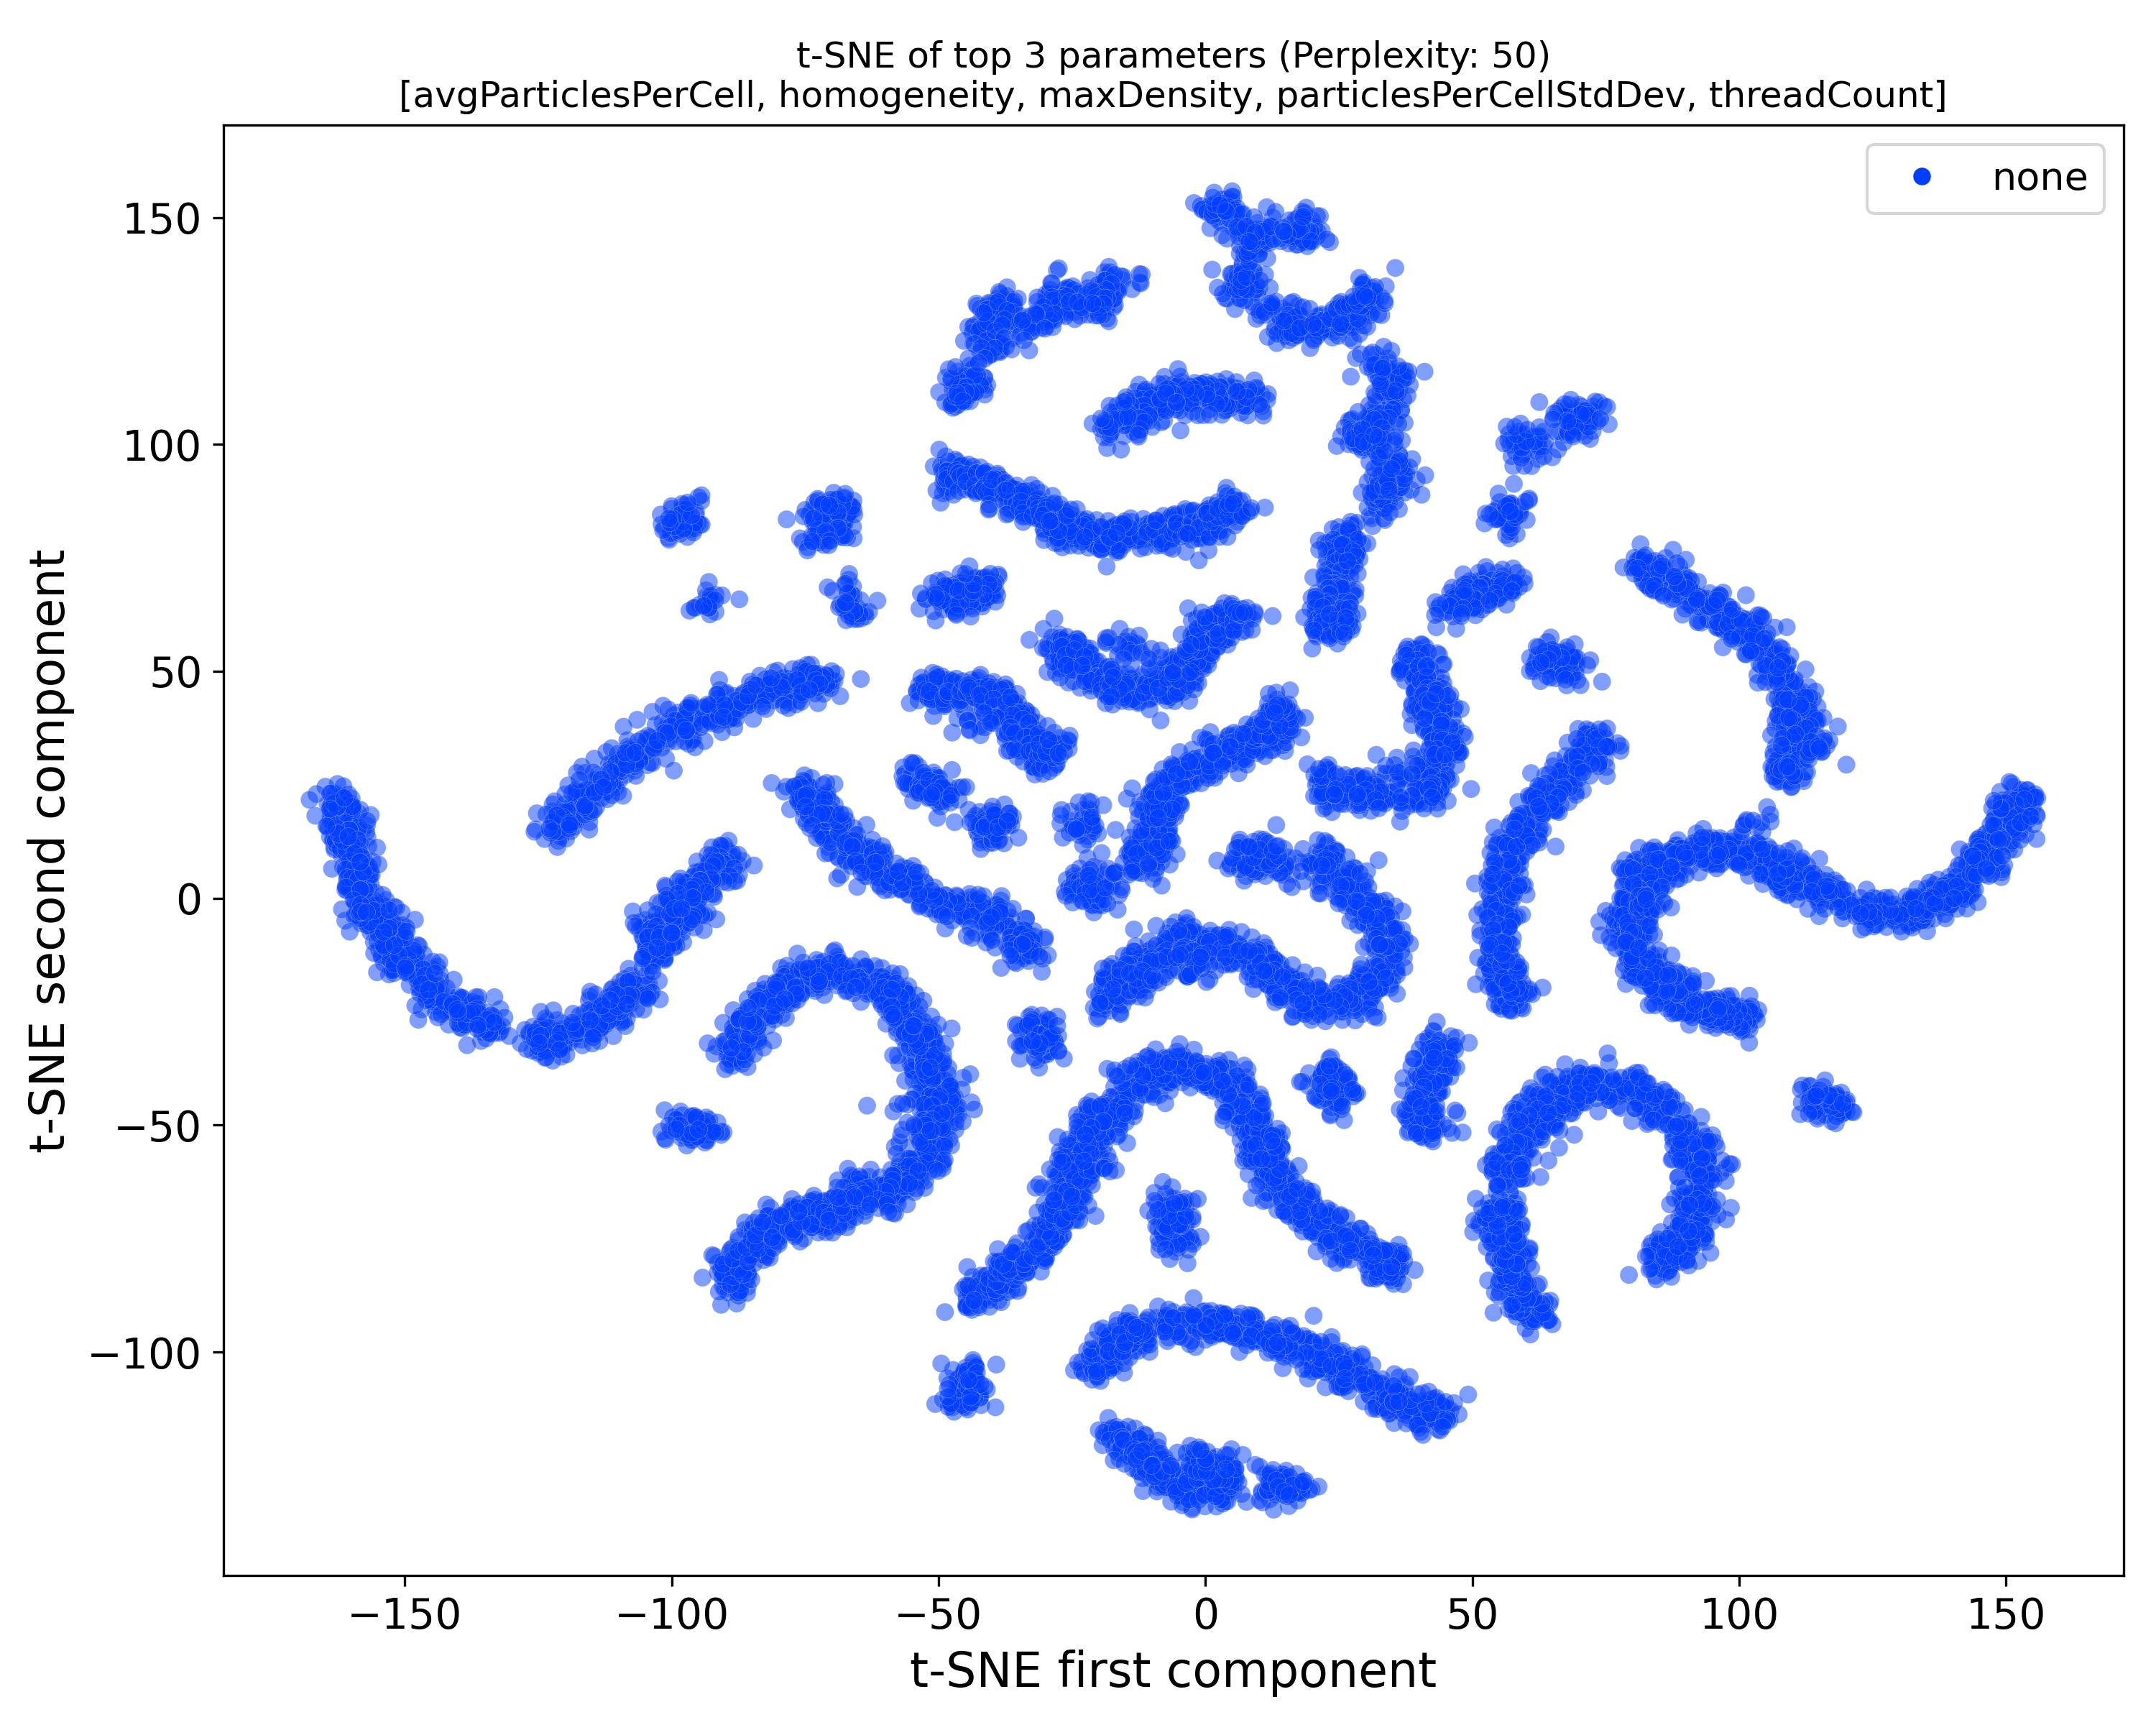 t-SNE of top 3 parameters (Perplexity: 50)
[avgParticlesPerCell, homogeneity, maxDensity, particlesPerCellStdDev, threadCount]
none
150
100
50
0
−50
−100
t-SNE second component
−150
−100
−50
0
50
100
150
t-SNE first component